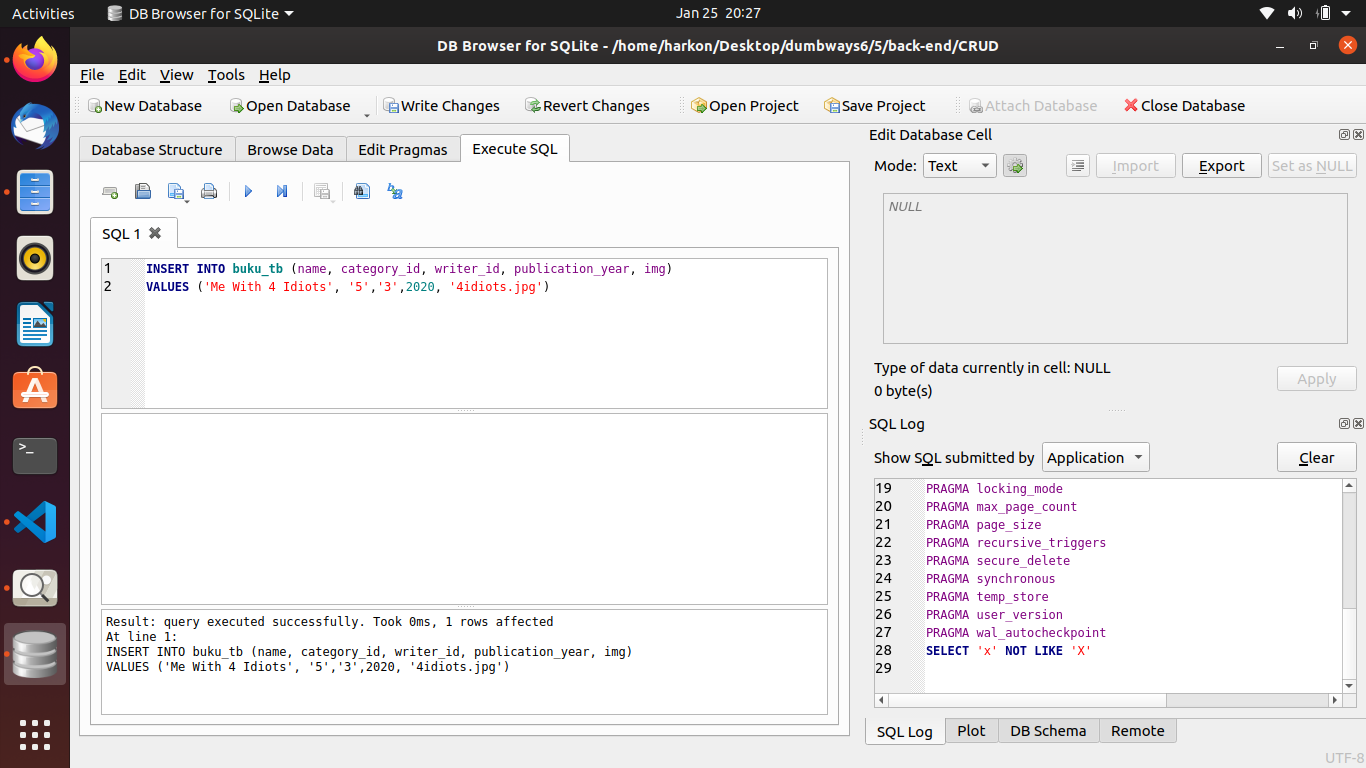 Activities DB Browser for SQLite Jan 25 20:27
DB Browser for SQLite - /home/harkon/Desktop/dumbways6/5/back-end/CRUD
File Edit View Tools Help
New Database Open Database Write Changes Revert Changes Open Project Save Project Attach Database Close Database
Database Structure Browse Data Edit Pragmas Execute SQL
SQL 1
1 INSERT INTO buku_tb (name, category_id, writer_id, publication_year, img)
2 VALUES ('Me With 4 Idiots', '5','3',2020, '4idiots.jpg')
Result: query executed successfully. Took 0ms, 1 rows affected
At line 1:
INSERT INTO buku_tb (name, category_id, writer_id, publication_year, img)
VALUES ('Me With 4 Idiots', '5','3',2020, '4idiots.jpg')
Edit Database Cell
Mode: Text Import Export Set as NULL
NULL
Type of data currently in cell: NULL
0 byte(s)
Apply
SQL Log
Show SQL submitted by Application Clear
19 PRAGMA locking_mode
20 PRAGMA max_page_count
21 PRAGMA page_size
22 PRAGMA recursive_triggers
23 PRAGMA secure_delete
24 PRAGMA synchronous
25 PRAGMA temp_store
26 PRAGMA user_version
27 PRAGMA wal_autocheckpoint
28 SELECT 'x' NOT LIKE 'X'
29
SQL Log Plot DB Schema Remote
UTF-8